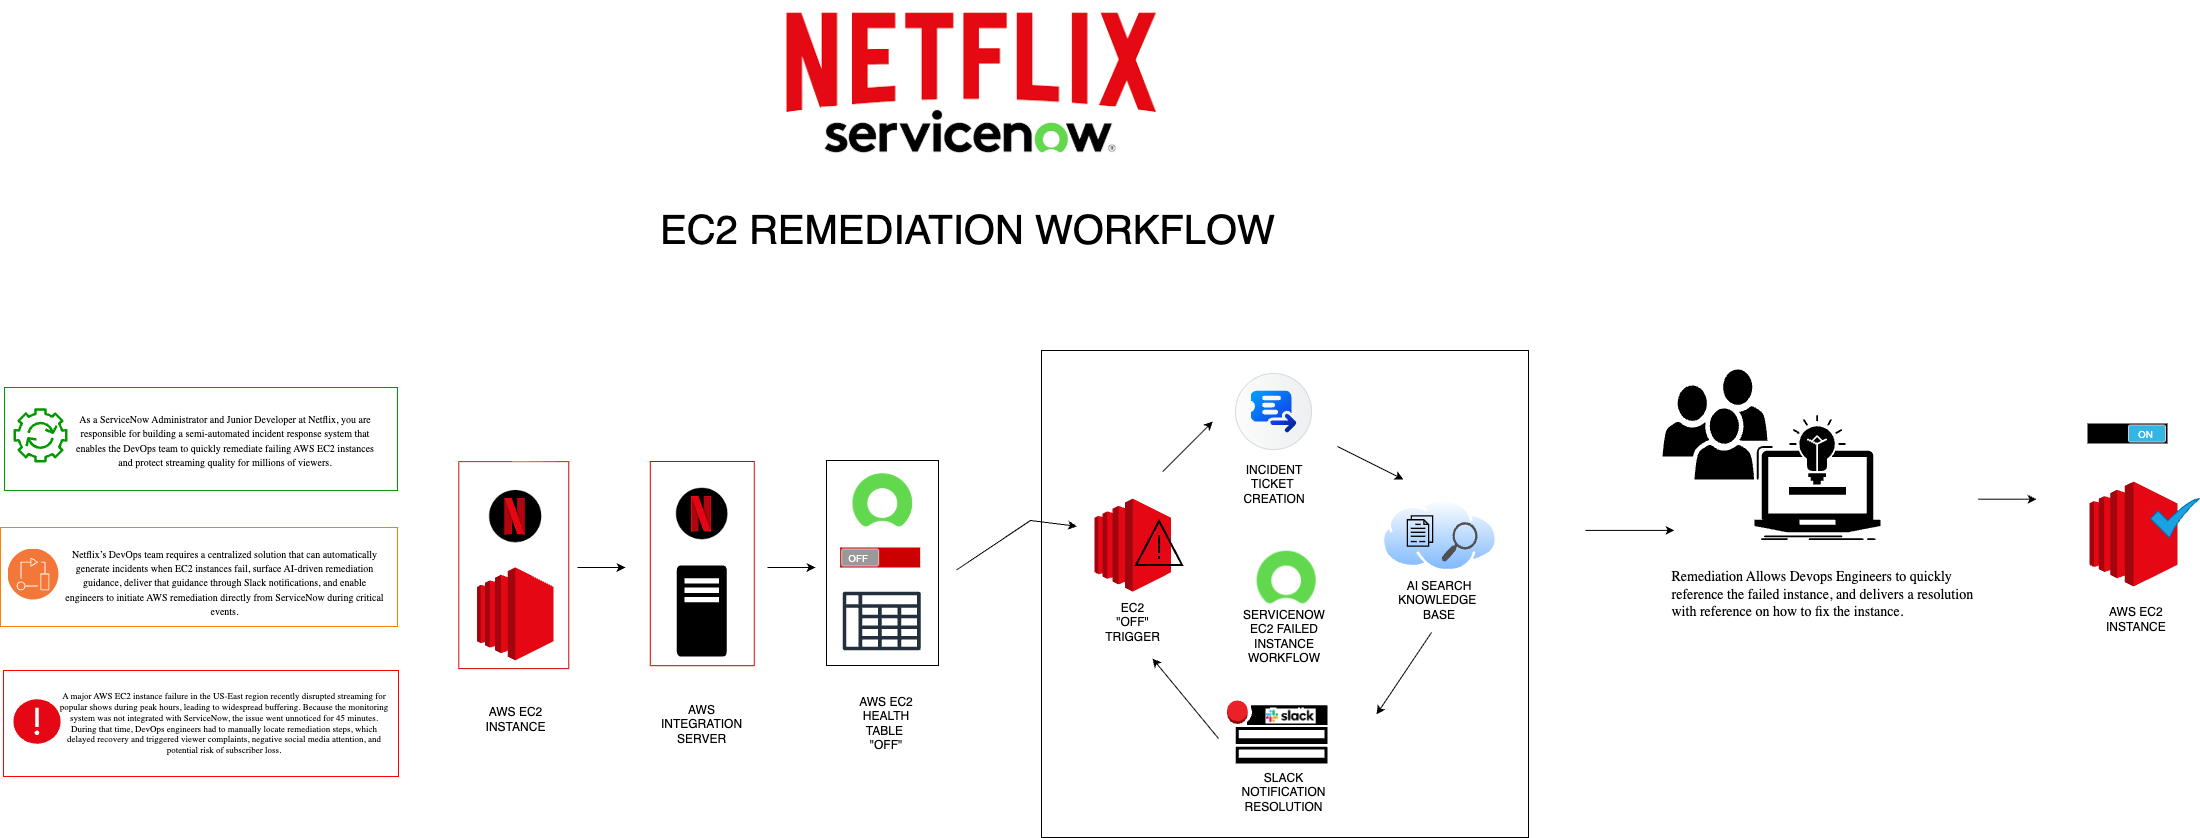 NETFLIX
servicenow®
EC2 REMEDIATION WORKFLOW
As a ServiceNow Administrator and Junior Developer at Netflix, you are
responsible for building a semi-automated incident response system that
enables the DevOps team to quickly remediate failing AWS EC2 instances
and protect streaming quality for millions of viewers.
Netflix's DevOps team requires a centralized solution that can automatically
generate incidents when EC2 instances fail, surface AI-driven remediation
guidance, deliver that guidance through Slack notifications, and enable
engineers to initiate AWS remediation directly from ServiceNow during critical
events.
A major AWS EC2 instance failure in the US-East region recently disrupted streaming for
popular shows during peak hours, leading to widespread buffering. Because the monitoring
system was not integrated with ServiceNow, the issue went unnoticed for 45 minutes.
During that time, DevOps engineers had to manually locate remediation steps, which
delayed recovery and triggered viewer complaints, negative social media attention, and
potential risk of subscriber loss.
N
AWS EC2
INSTANCE
N
AWS
INTEGRATION
SERVER
OFF
AWS EC2
HEALTH
TABLE
"OFF"
EC2
"OFF"
TRIGGER
INCIDENT
TICKET
CREATION
AI SEARCH
KNOWLEDGE
BASE
SERVICENOW
EC2 FAILED
INSTANCE
WORKFLOW
slack
SLACK
NOTIFICATION
RESOLUTION
Remediation Allows Devops Engineers to quickly
reference the failed instance, and delivers a resolution
with reference on how to fix the instance.
ON
AWS EC2
INSTANCE